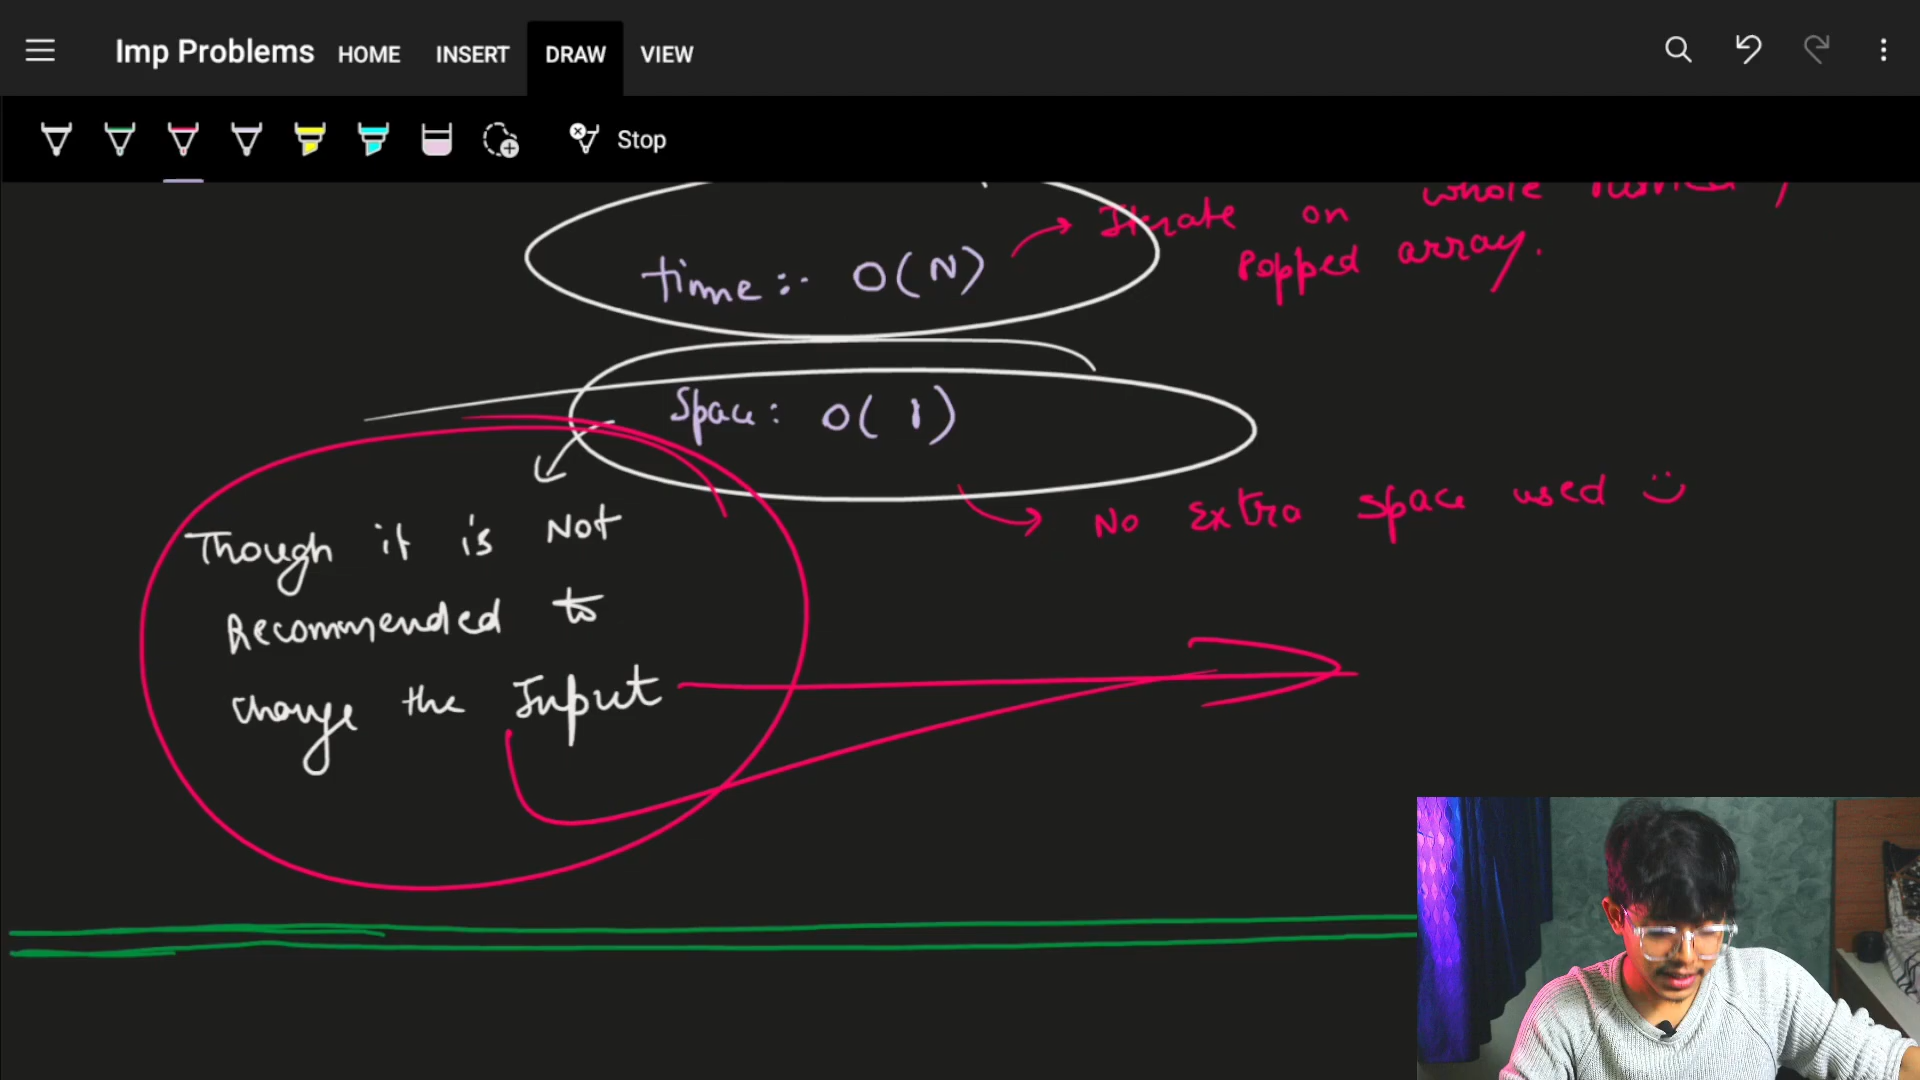 Imp Problems HOME INSERT DRAW VIEW
Stop
Iterate on whole
Popped array.
time :- O(N)
Space: O(1)
No Extra Space used :)
Though it is Not
Recommended to
change the Input